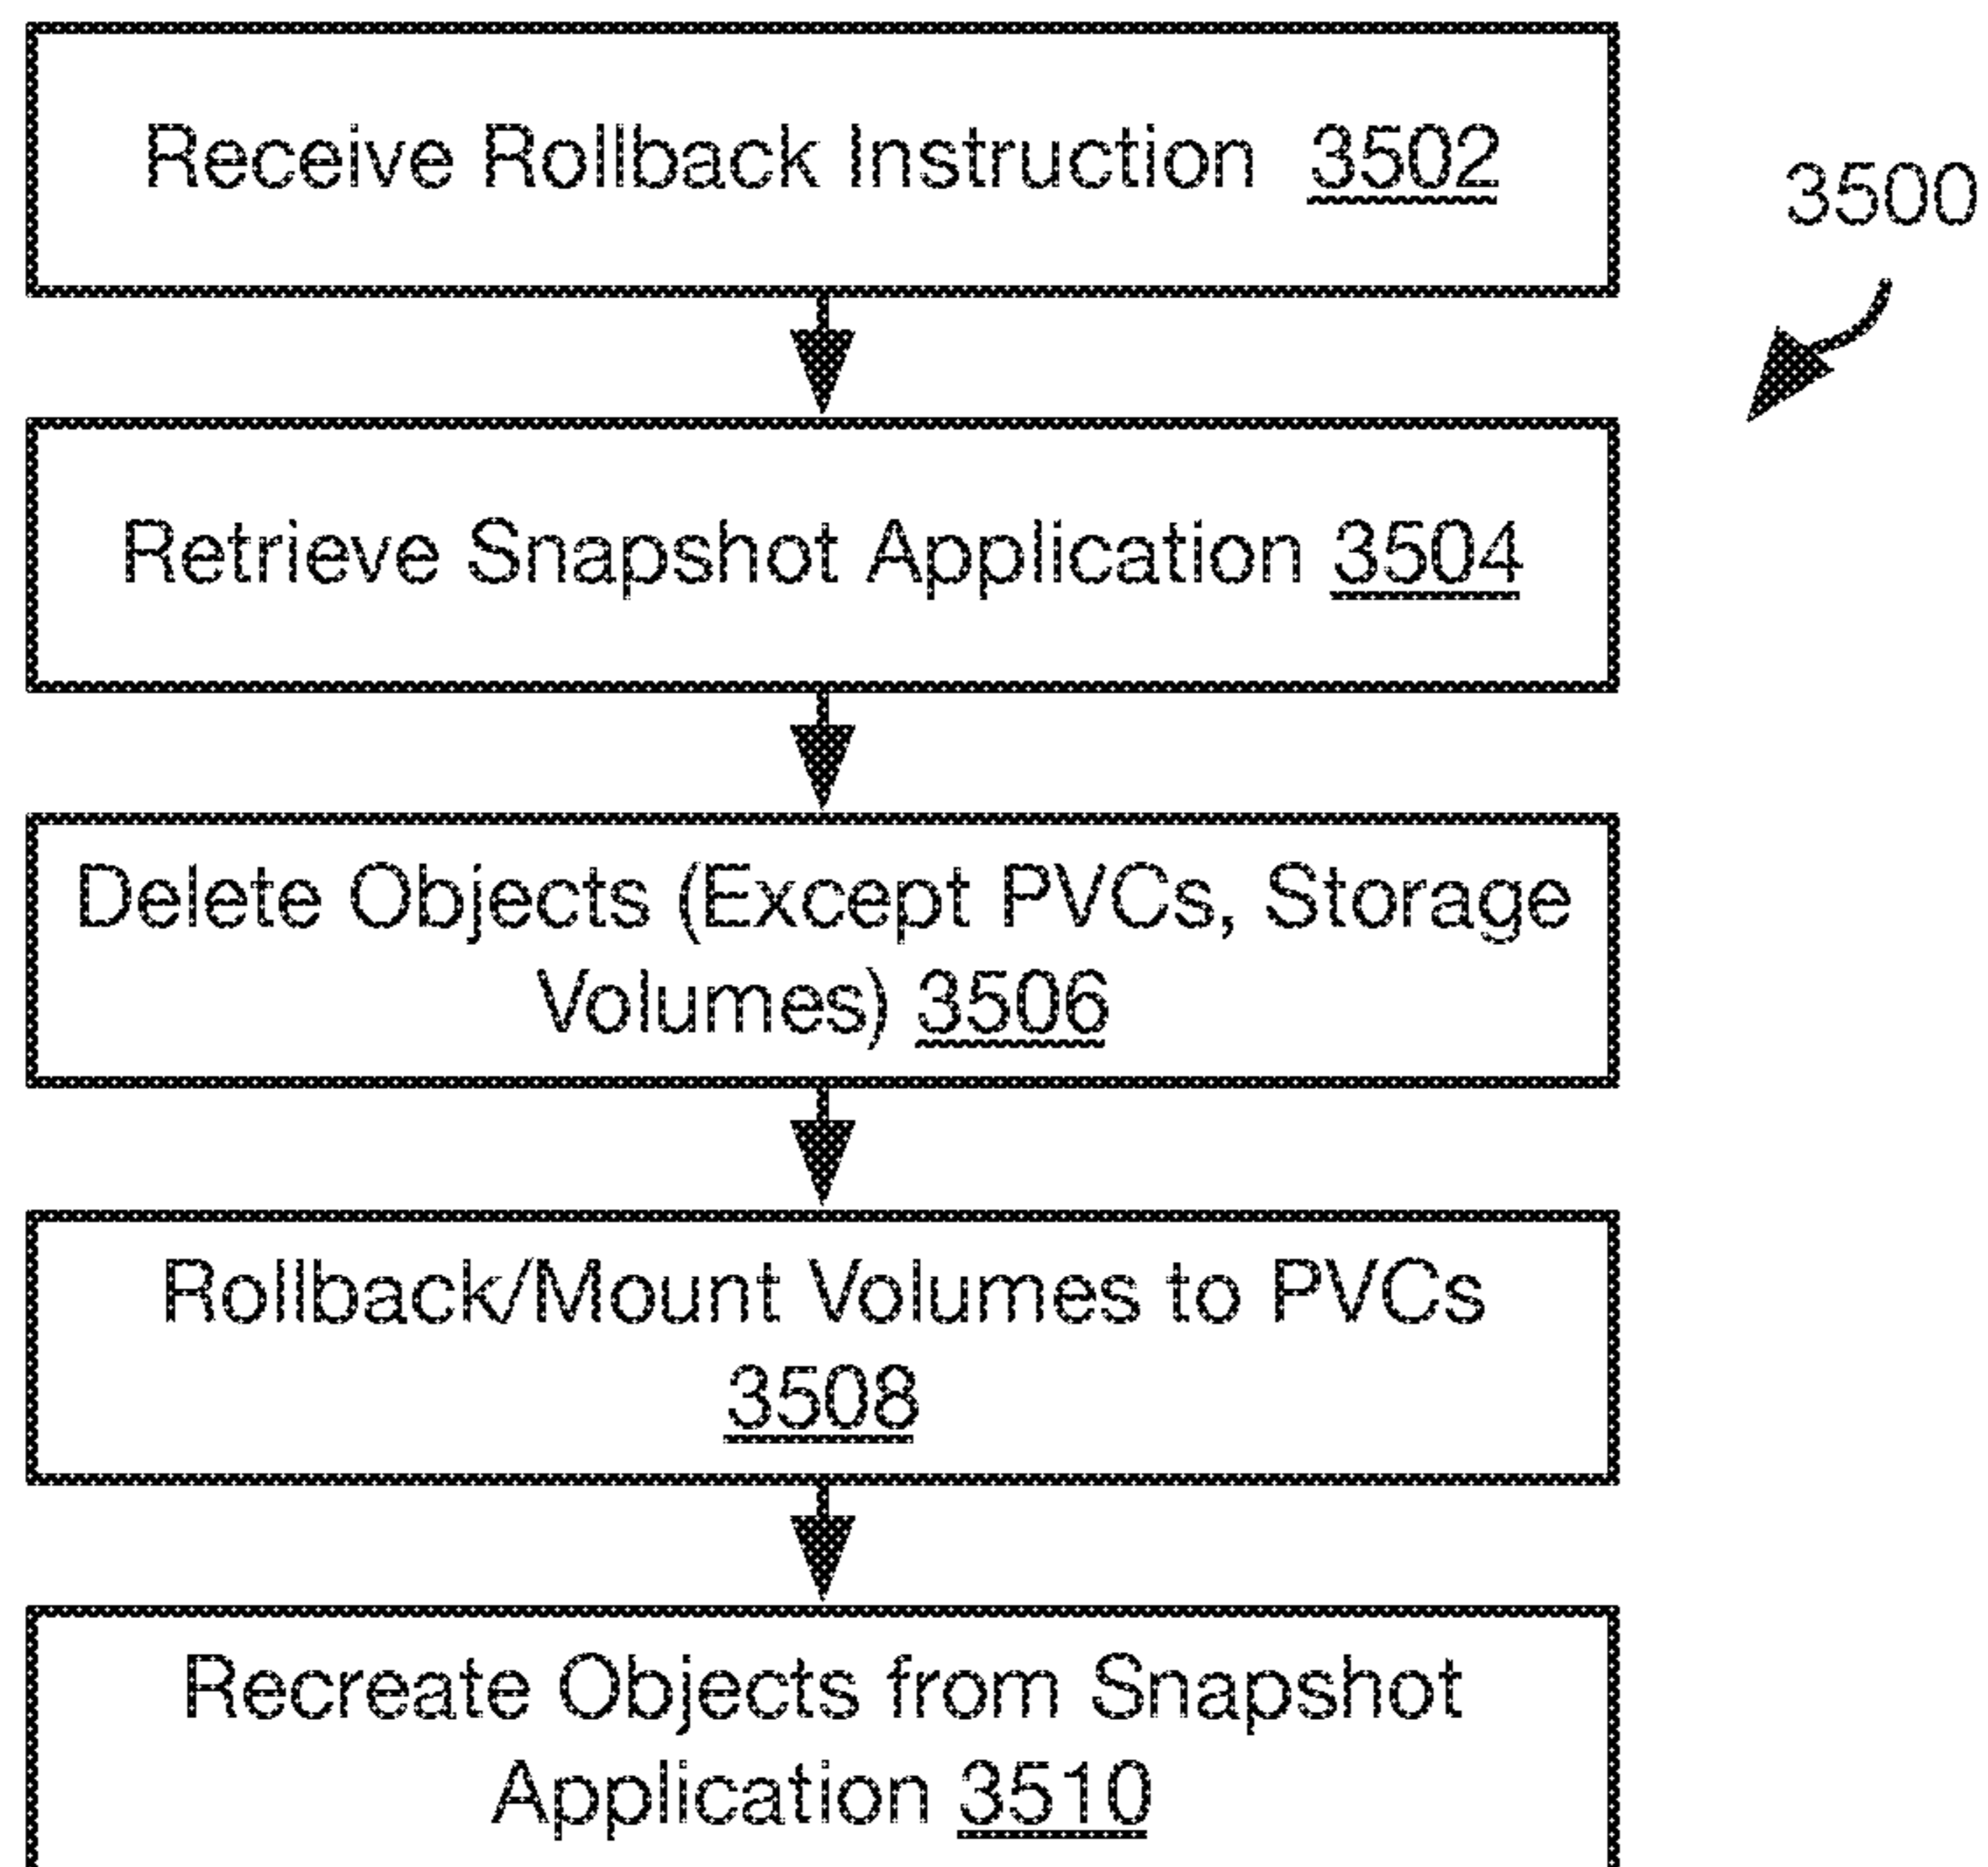 Receive Rollback Instruction 3502
3500
Retrieve Snapshot Application 3504
Delete Objects (Except PVCs, Storage
Volumes) 3506
Rollback/Mount Volumes to PVCs
3508
Recreate Objects from Snapshot
Application 3510